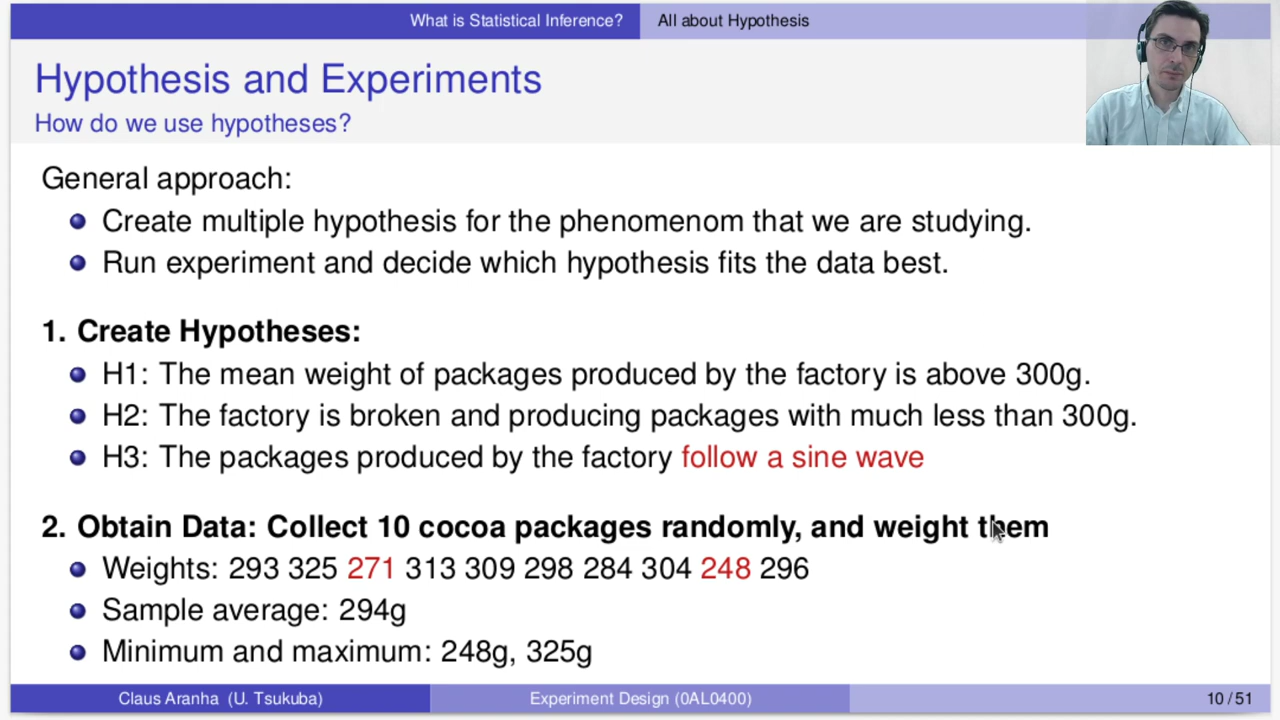 What is Statistical Inference? All about Hypothesis
Hypothesis and Experiments
How do we use hypotheses?
General approach:
Create multiple hypothesis for the phenomenom that we are studying.
Run experiment and decide which hypothesis fits the data best.
1. Create Hypotheses:
H1: The mean weight of packages produced by the factory is above 300g.
H2: The factory is broken and producing packages with much less than 300g.
H3: The packages produced by the factory follow a sine wave
2. Obtain Data: Collect 10 cocoa packages randomly, and weight them
Weights: 293 325 271 313 309 298 284 304 248 296
Sample average: 294g
Minimum and maximum: 248g, 325g
Claus Aranha (U. Tsukuba) Experiment Design (0AL0400) 10 / 51